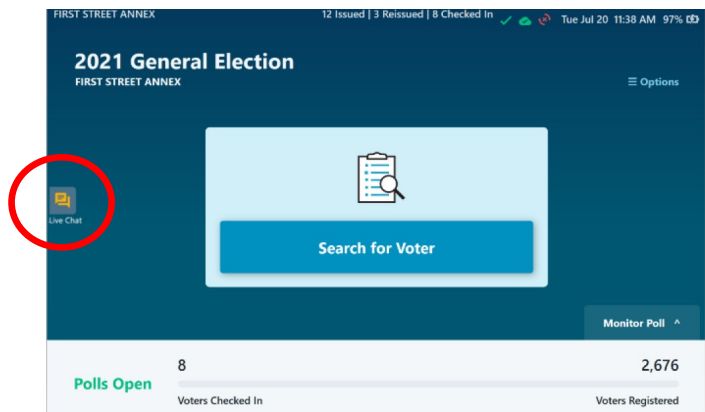 FIRST STREET ANNEX 12 Issued | 3 Reissued | 8 Checked In Tue Jul 20 11:38 AM 97%
2021 General Election
FIRST STREET ANNEX
☰ Options
Live Chat
Search for Voter
Monitor Poll ^
8 2,676
Polls Open
Voters Checked In Voters Registered